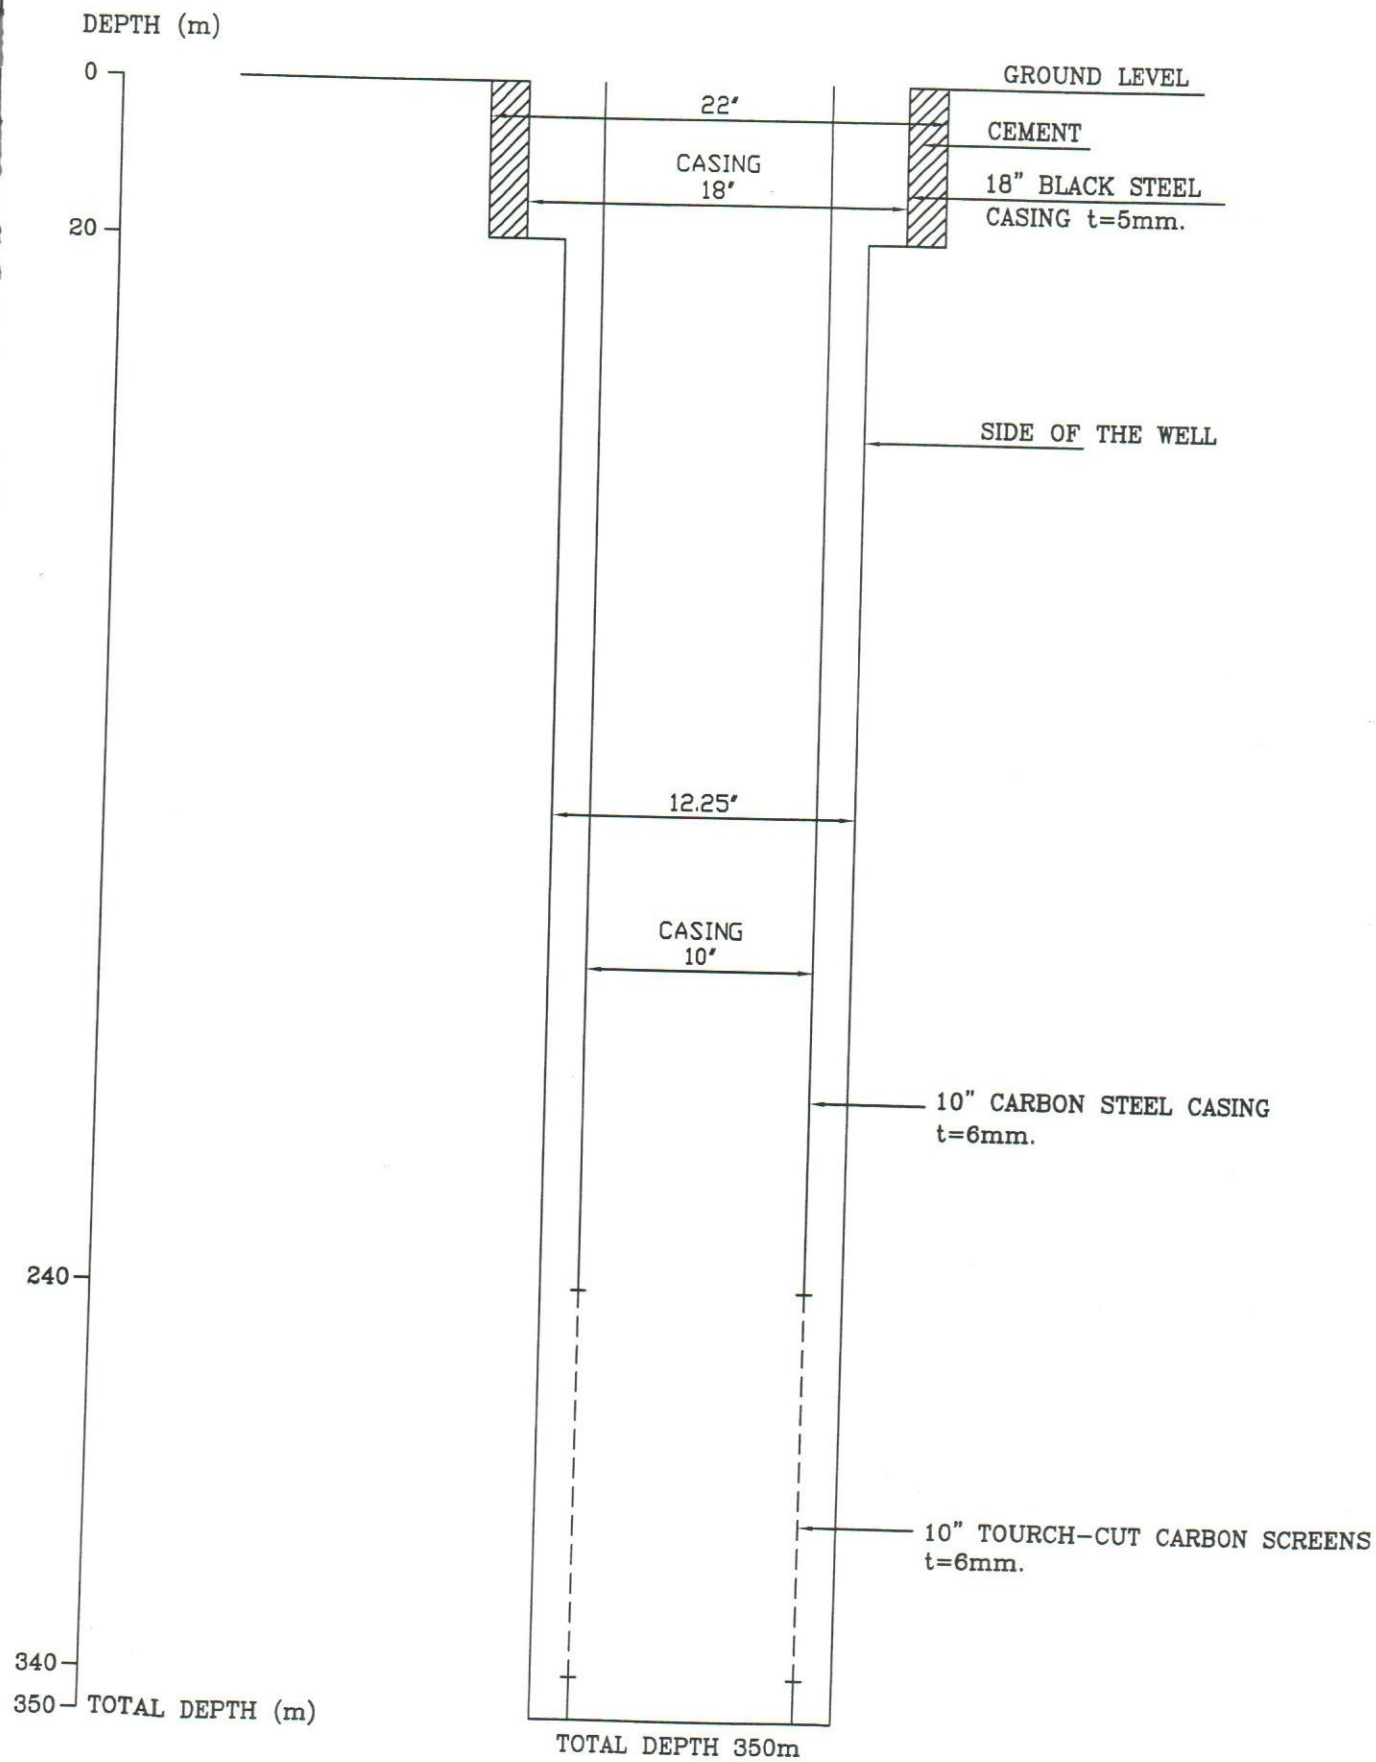 DEPTH (m)
0
GROUND LEVEL
22"
CEMENT
CASING
18"
18" BLACK STEEL
CASING t=5mm.
20
SIDE OF THE WELL
12.25"
CASING
10"
10" CARBON STEEL CASING
t=6mm.
240
10" TOURCH-CUT CARBON SCREENS
t=6mm.
340
350
TOTAL DEPTH (m)
TOTAL DEPTH 350m